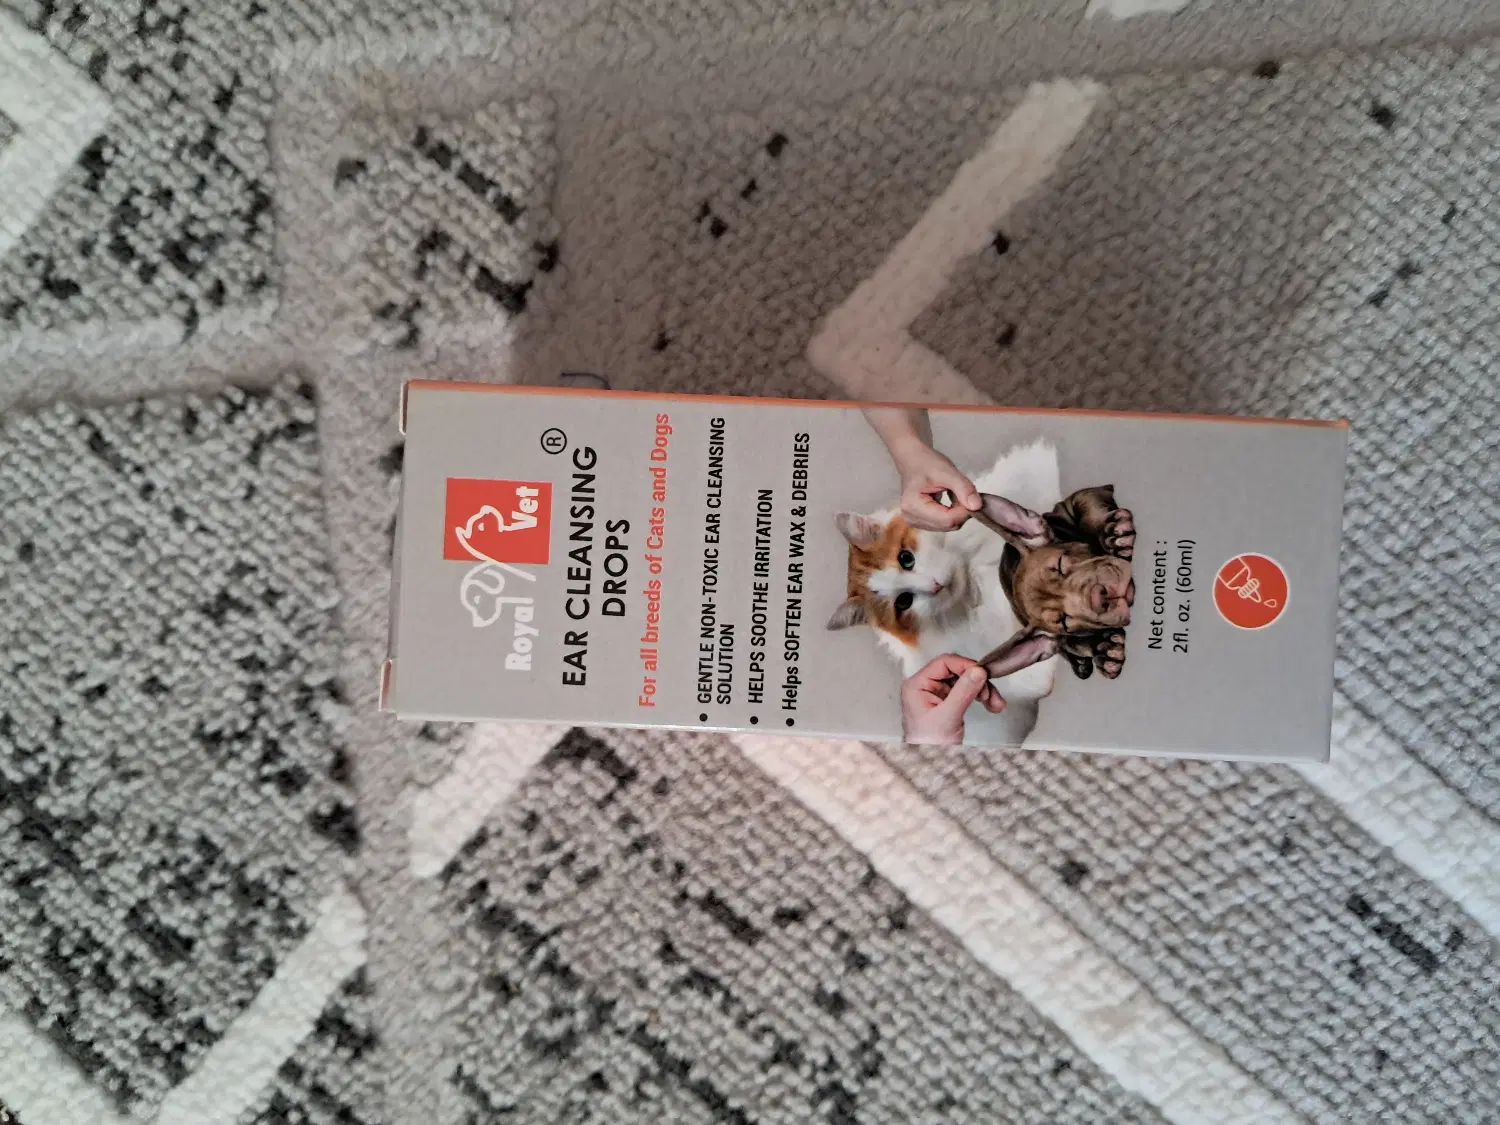 Royal Vet
®
EAR CLEANSING
DROPS
For all breeds of Cats and Dogs
• GENTLE NON-TOXIC EAR CLEANSING
SOLUTION
• HELPS SOOTHE IRRITATION
• Helps SOFTEN EAR WAX & DEBRIES
Net content :
2fl. oz. (60ml)